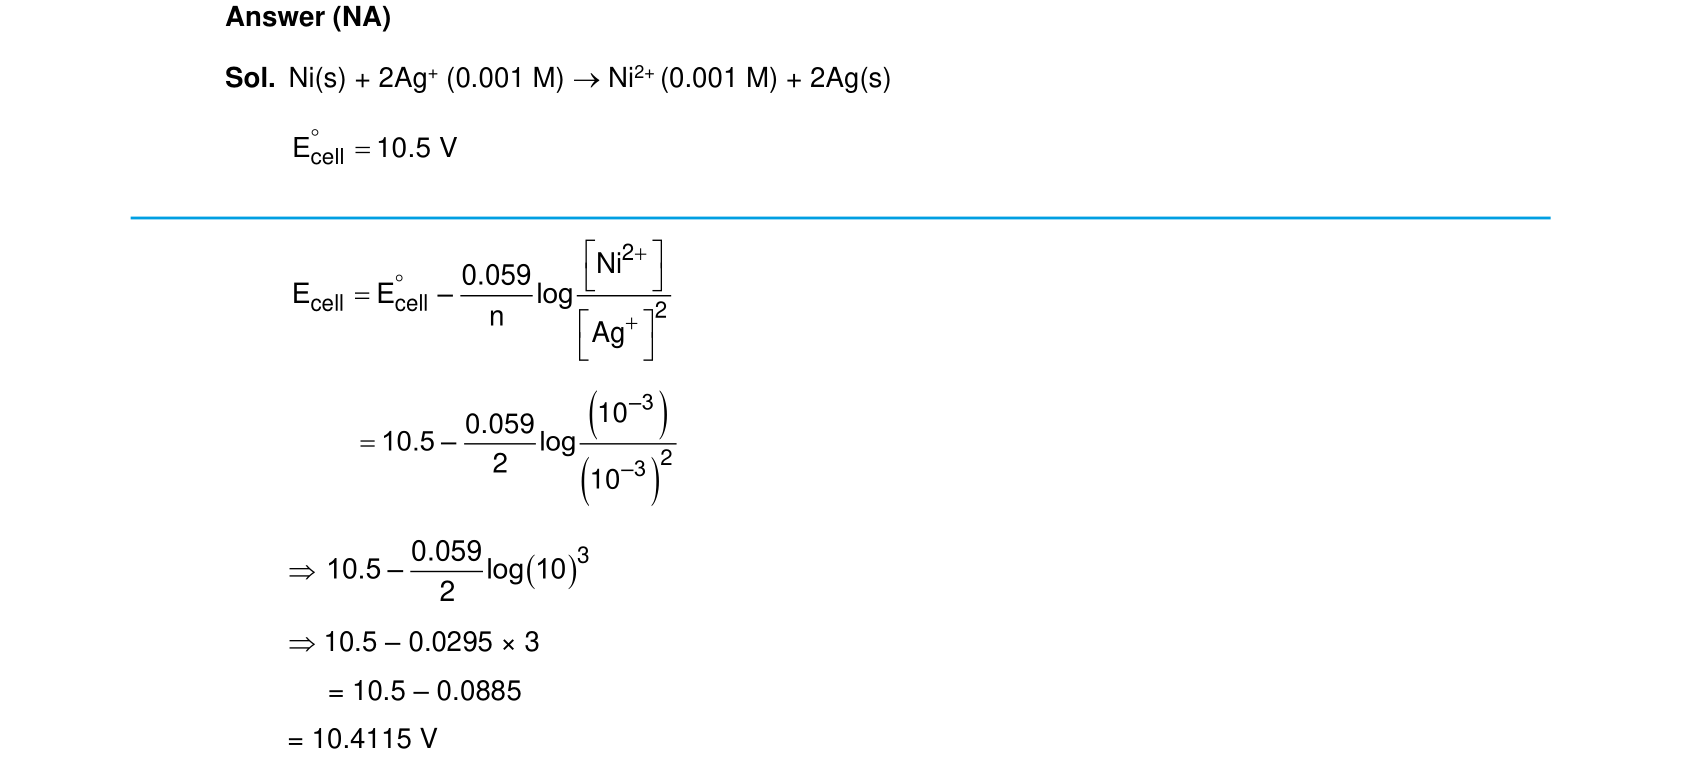 Answer (NA)
Sol. Ni(s) + 2Ag⁺ (0.001 M) → Ni²⁺ (0.001 M) + 2Ag(s)
E°cell = 10.5 V
Ecell = E°cell – 0.059/n log [Ni²⁺]/[Ag⁺]²
= 10.5 – 0.059/2 log (10⁻³)/(10⁻³)²
⇒ 10.5 – 0.059/2 log(10)³
⇒ 10.5 – 0.0295 × 3
= 10.5 – 0.0885
= 10.4115 V